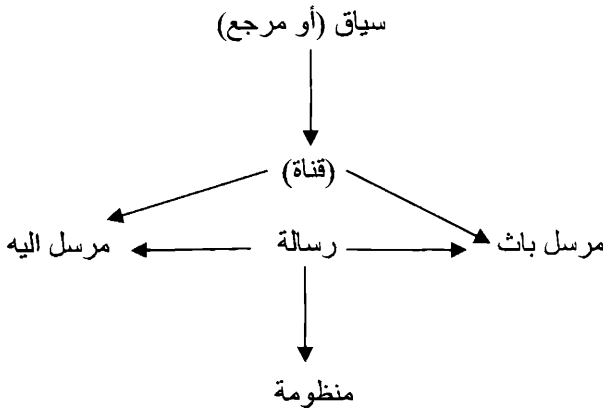 سياق (أو مرجع)
(قناة)
مرسل باث رسالة مرسل اليه
منظومة